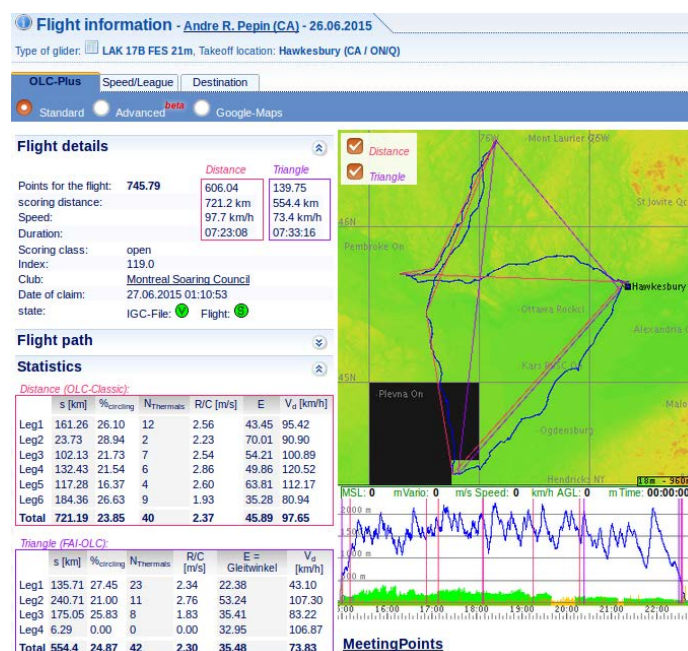 Flight information - Andre R. Pepin (CA) - 26.06.2015
Type of glider: LAK 17B FES 21m, Takeoff location: Hawkesbury (CA / ON/Q)
OLC-Plus Speed/League Destination
Standard Advanced beta Google-Maps
Flight details
Distance Triangle
Points for the flight: 745.79 606.04 139.75
scoring distance: 721.2 km 554.4 km
Speed: 97.7 km/h 73.4 km/h
Duration: 07:23:08 07:33:16
Scoring class: open
Index: 119.0
Club: Montreal Soaring Council
Date of claim: 27.06.2015 01:10:53
state: IGC-File: V Flight: S
Flight path
Statistics
Distance (OLC-Classic):
s [km] %circling NThermals R/C [m/s] E Vd [km/h]
Leg1 161.26 26.10 12 2.56 43.45 95.42
Leg2 23.73 28.94 2 2.23 70.01 90.90
Leg3 102.13 21.73 7 2.54 54.21 100.89
Leg4 132.43 21.54 6 2.86 49.86 120.52
Leg5 117.28 16.37 4 2.60 63.81 112.17
Leg6 184.36 26.63 9 1.93 35.28 80.94
Total 721.19 23.85 40 2.37 45.89 97.65
Triangle (FAI-OLC):
s [km] %circling NThermals R/C [m/s] E = Gleitwinkel Vd [km/h]
Leg1 135.71 27.45 23 2.34 22.38 43.10
Leg2 240.71 21.00 11 2.76 53.24 107.30
Leg3 175.05 25.83 8 1.83 35.41 83.22
Leg4 6.29 0.00 0 0.00 32.95 106.87
Total 554.4 24.87 42 2.30 35.48 73.83
Distance
Triangle
76W Mont Laurier 75W
St Jovite Qc
46N
Pembroke On
Hawkesbury
Ottawa Rockcl
Alexandria
45N
Plevna On
Malo
Ogdensburg
Hendricks NY
18m - 960m
MSL: 0 mVario: 0 m/s Speed: 0 km/h AGL: 0 m Time: 00:00:00
2000 m
500 m
16:00 17:00 18:00 19:00 20:00 21:00 22:00
MeetingPoints